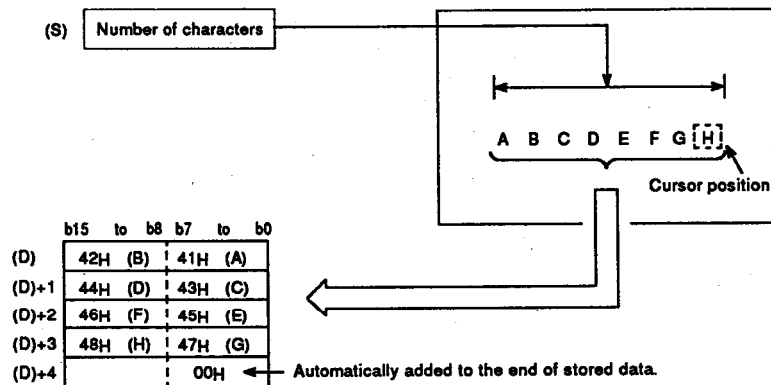 (S) Number of characters
A B C D E F G H
Cursor position
b15 to b8 b7 to b0
(D) 42H (B) 41H (A)
(D)+1 44H (D) 43H (C)
(D)+2 46H (F) 45H (E)
(D)+3 48H (H) 47H (G)
(D)+4 00H Automatically added to the end of stored data.